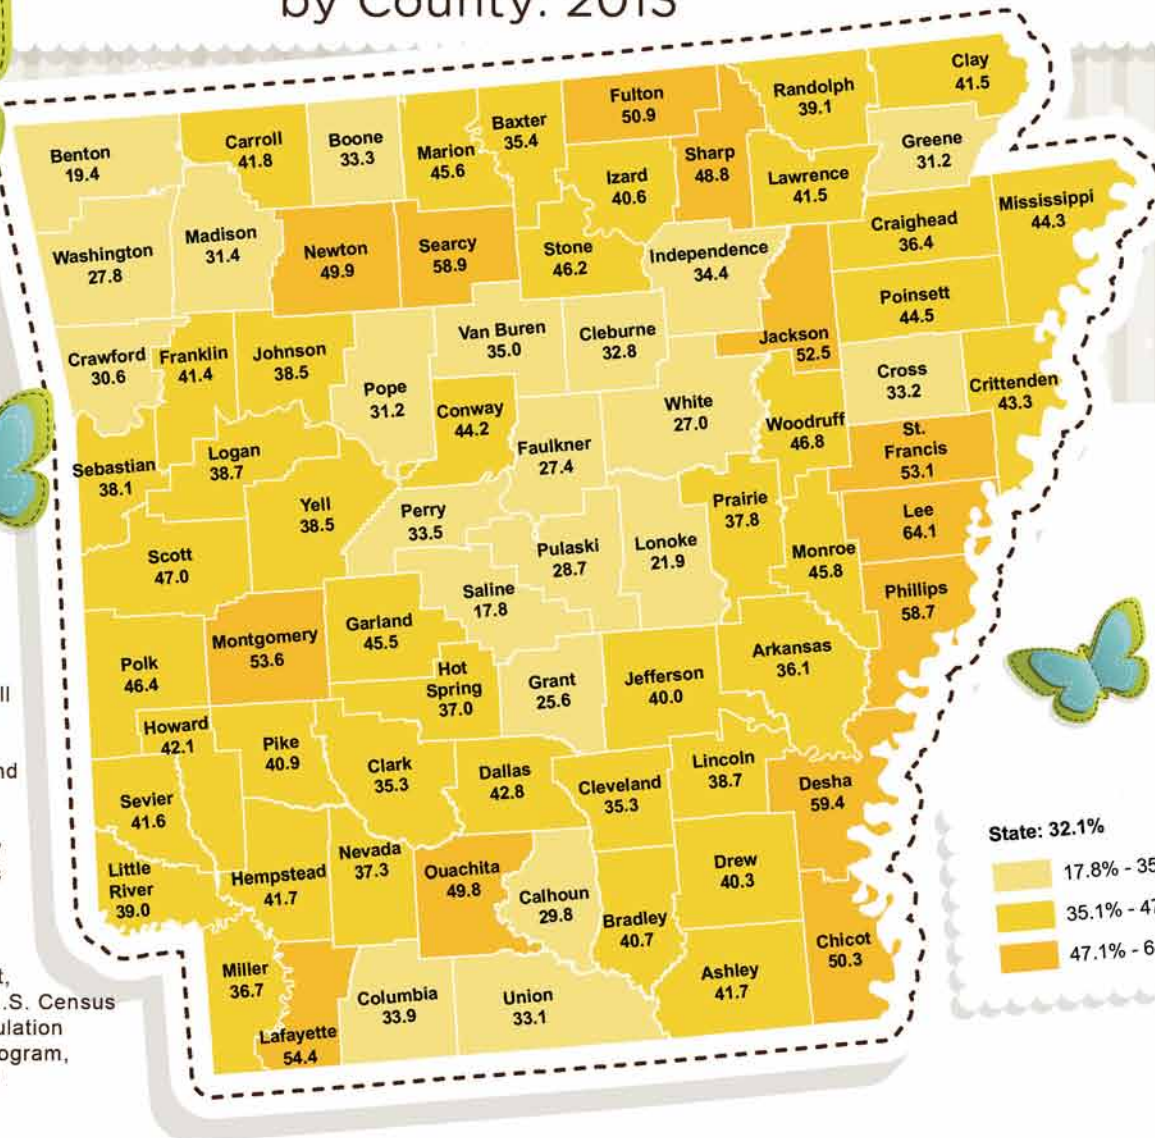 by County: 2013
Clay
41.5
Randolph
39.1
Fulton
50.9
Baxter
35.4
Greene
31.2
Carroll
41.8
Boone
33.3
Marion
45.6
Sharp
48.8
Benton
19.4
Izard
40.6
Lawrence
41.5
Mississippi
44.3
Craighead
36.4
Washington
27.8
Madison
31.4
Newton
49.9
Searcy
58.9
Stone
46.2
Independence
34.4
Poinsett
44.5
Van Buren
35.0
Cleburne
32.8
Jackson
52.5
Crawford
30.6
Franklin
41.4
Johnson
38.5
Pope
31.2
Cross
33.2
Crittenden
43.3
Conway
44.2
White
27.0
Woodruff
46.8
St.
Francis
53.1
Faulkner
27.4
Sebastian
38.1
Logan
38.7
Yell
38.5
Perry
33.5
Prairie
37.8
Lee
64.1
Pulaski
28.7
Lonoke
21.9
Monroe
45.8
Scott
47.0
Saline
17.8
Phillips
58.7
Garland
45.5
Montgomery
53.6
Arkansas
36.1
Polk
46.4
Hot
Spring
37.0
Grant
25.6
Jefferson
40.0
Howard
42.1
Pike
40.9
Clark
35.3
Dallas
42.8
Cleveland
35.3
Lincoln
38.7
Desha
59.4
Sevier
41.6
Little
River
39.0
Hempstead
41.7
Nevada
37.3
Ouachita
49.8
Calhoun
29.8
Drew
40.3
Bradley
40.7
Chicot
50.3
Miller
36.7
Ashley
41.7
Columbia
33.9
Union
33.1
Lafayette
54.4
State: 32.1%
17.8% - 35
35.1% - 47
47.1% - 6
ll
nd
t,
.S. Census
ulation
ogram,